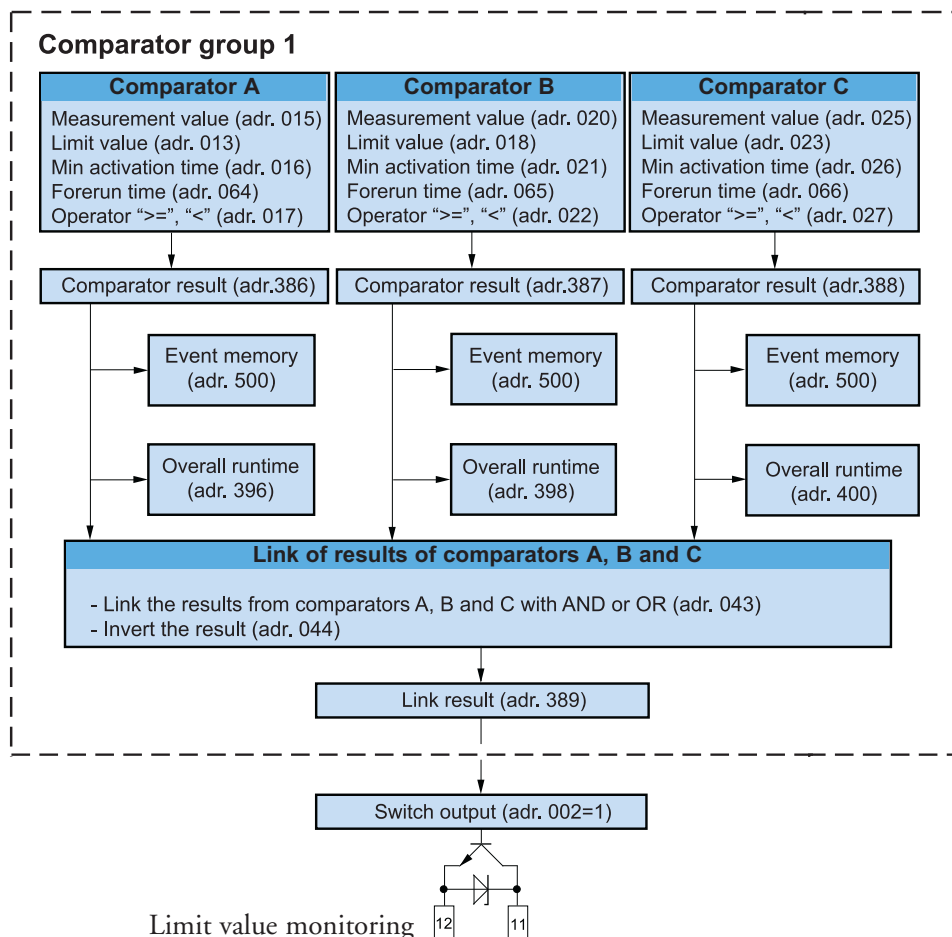 Comparator group 1
Comparator A
Measurement value (adr. 015)
Limit value (adr. 013)
Min activation time (adr. 016)
Forerun time (adr. 064)
Operator “>=”, “<” (adr. 017)
Comparator B
Measurement value (adr. 020)
Limit value (adr. 018)
Min activation time (adr. 021)
Forerun time (adr. 065)
Operator “>=”, “<” (adr. 022)
Comparator C
Measurement value (adr. 025)
Limit value (adr. 023)
Min activation time (adr. 026)
Forerun time (adr. 066)
Operator “>=”, “<” (adr. 027)
Comparator result (adr.386)
Comparator result (adr.387)
Comparator result (adr.388)
Event memory
(adr. 500)
Event memory
(adr. 500)
Event memory
(adr. 500)
Overall runtime
(adr. 396)
Overall runtime
(adr. 398)
Overall runtime
(adr. 400)
Link of results of comparators A, B and C
- Link the results from comparators A, B and C with AND or OR (adr. 043)
- Invert the result (adr. 044)
Link result (adr. 389)
Switch output (adr. 002=1)
Limit value monitoring
12
11